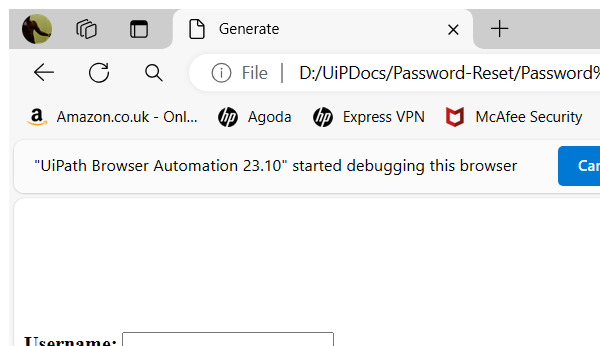 Generate
File | D:/UiPDocs/Password-Reset/Password%
Amazon.co.uk - Onl... Agoda Express VPN McAfee Security
"UiPath Browser Automation 23.10" started debugging this browser Can
Username: